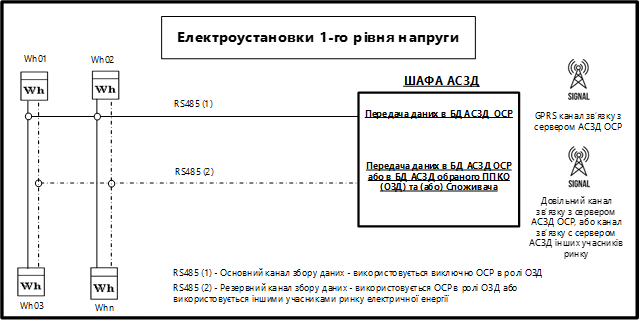 Електроустановки 1-го рівня напруги
Wh01
Wh02
Wh
Wh
ШАФА АСЗД
RS485 (1)
Передача даних в БД АСЗД ОСР
SIGNAL
GPRS канал зв'язку з
сервером АСЗД ОСР
RS485 (2)
Передача даних в БД АСЗД ОСР
або в БД АСЗД обраного ППКО
(ОЗД) та (або) Споживача
SIGNAL
Довільний канал
зв'язку з сервером
АСЗД ОСР, або канал
зв'язку с сервером
АСЗД інших учасників
ринку
Wh
Wh
Wh03
Whn
RS485 (1) - Основний канал збору даних - використовується виключно ОСР в ролі ОЗД
RS485 (2) - Резервний канал збору даних - використовується ОСР в ролі ОЗД або
використовується іншими учасниками ринку електричної енергії